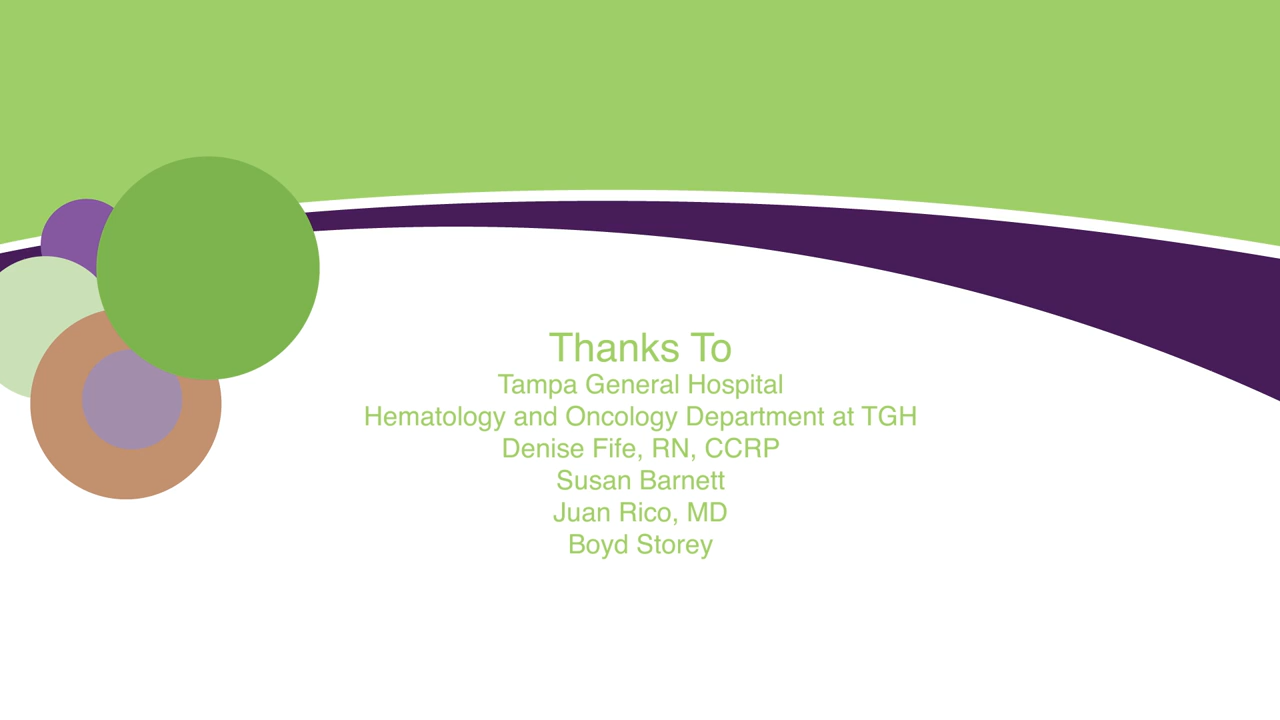 Thanks To
Tampa General Hospital
Hematology and Oncology Department at TGH
Denise Fife, RN, CCRP
Susan Barnett
Juan Rico, MD
Boyd Storey